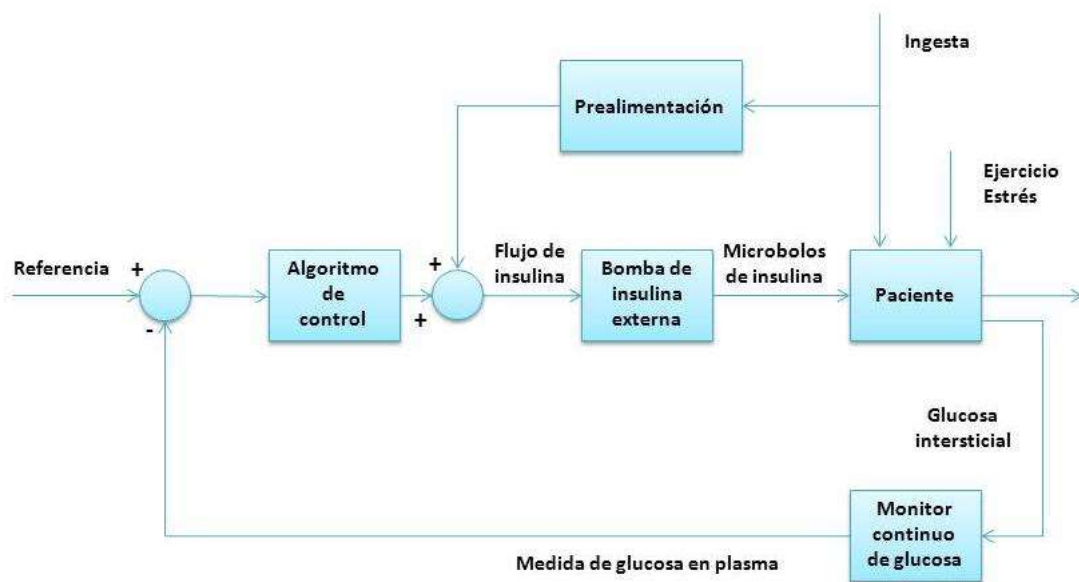 Ingesta
Prealimentación
Ejercicio
Estrés
Referencia
+
-
Algoritmo
de
control
+
+
Flujo de
insulina
Bomba de
insulina
externa
Microbolos
de insulina
Paciente
Glucosa
intersticial
Monitor
continuo
de glucosa
Medida de glucosa en plasma